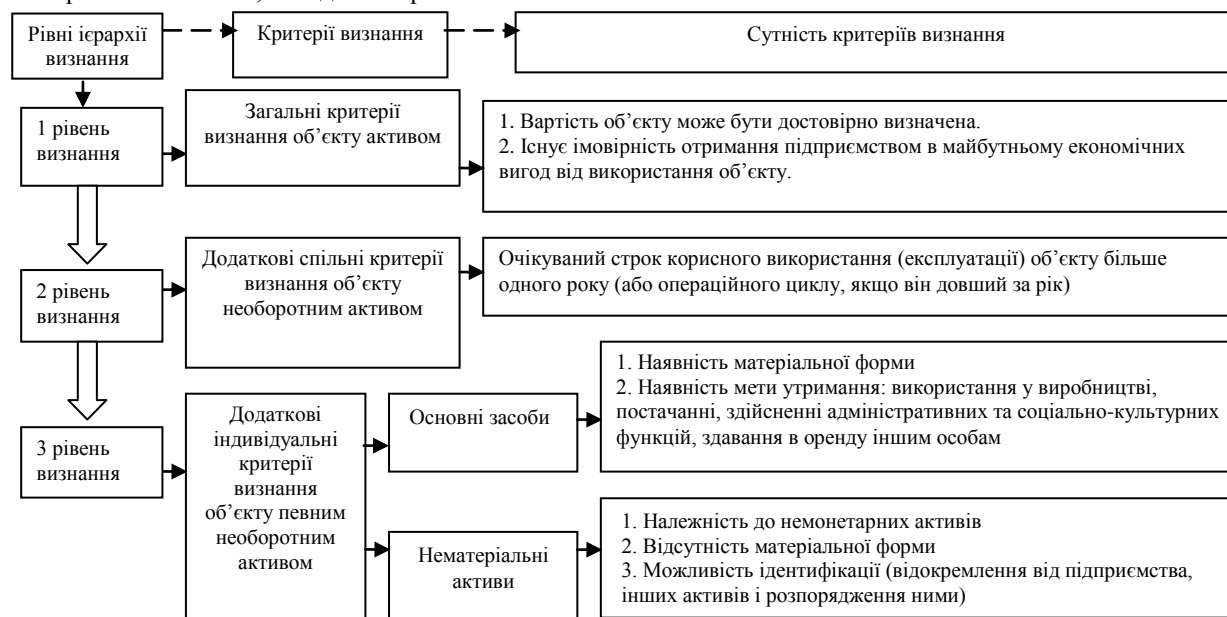 Рівні ієрархії
визнання
Критерії визнання
Сутність критеріїв визнання
1 рівень
визнання
Загальні критерії
визнання об’єкту активом
1. Вартість об’єкту може бути достовірно визначена.
2. Існує імовірність отримання підприємством в майбутньому економічних
вигод від використання об’єкту.
2 рівень
визнання
Додаткові спільні критерії
визнання об’єкту
необоротним активом
Очікуваний строк корисного використання (експлуатації) об’єкту більше
одного року (або операційного циклу, якщо він довший за рік)
3 рівень
визнання
Додаткові
індивідуальні
критерії
визнання
об’єкту певним
необоротним
активом
Основні засоби
1. Наявність матеріальної форми
2. Наявність мети утримання: використання у виробництві,
постачанні, здійсненні адміністративних та соціально-культурних
функцій, здавання в оренду іншим особам
Нематеріальні
активи
1. Належність до немонетарних активів
2. Відсутність матеріальної форми
3. Можливість ідентифікації (відокремлення від підприємства,
інших активів і розпорядження ними)